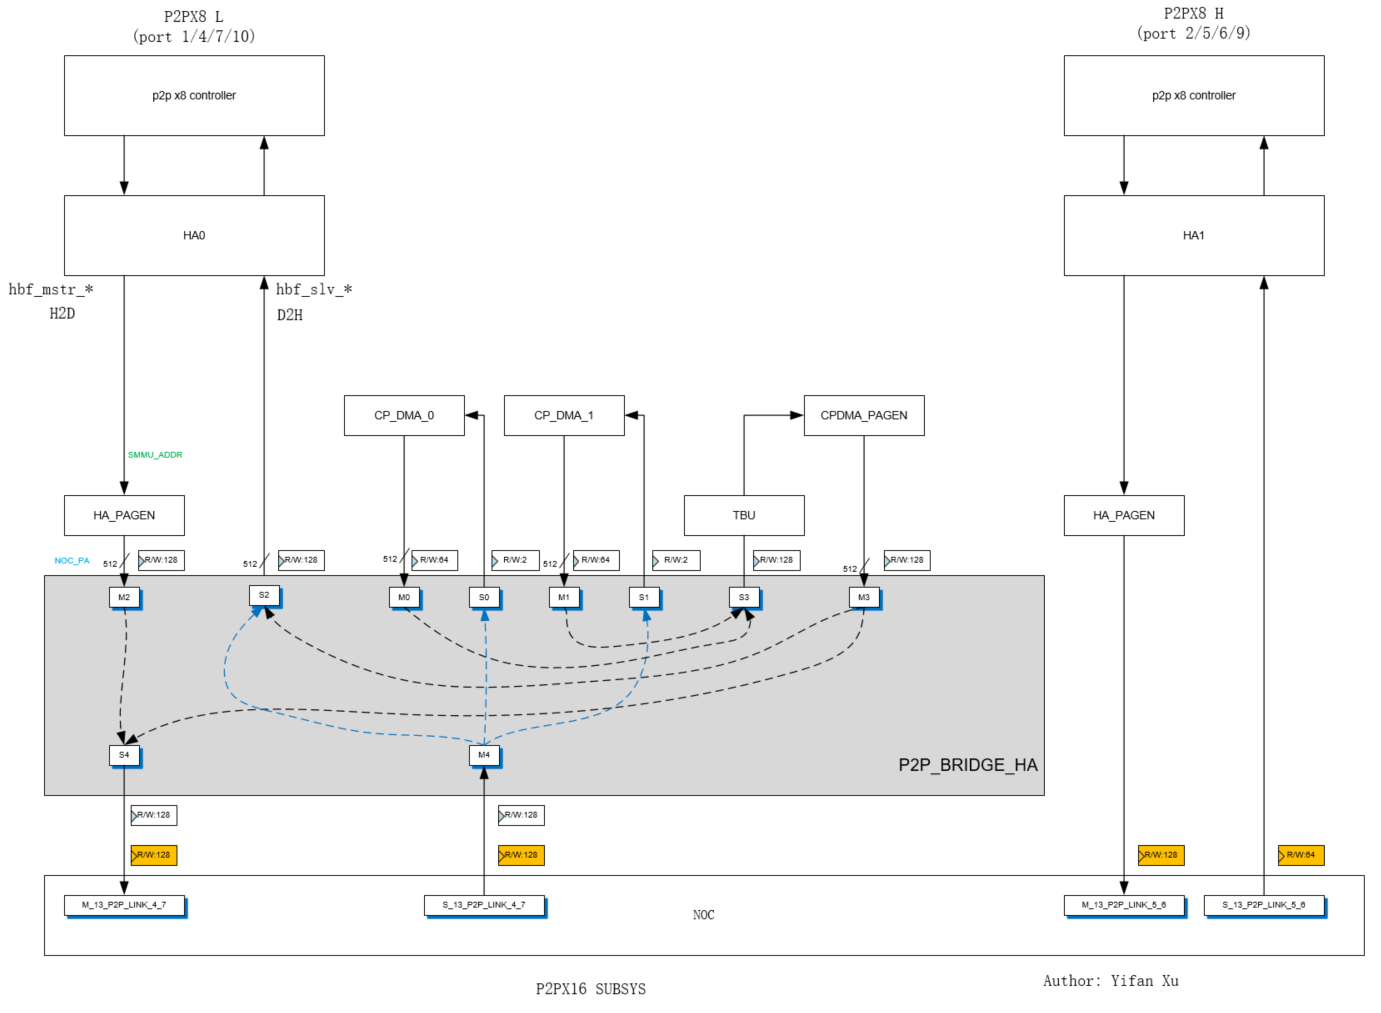 P2PX8 L
(port 1/4/7/10)
P2PX8 H
(port 2/5/6/9)
p2p x8 controller
p2p x8 controller
HA0
HA1
hbf_mstr_*
H2D
hbf_slv_*
D2H
CP_DMA_0
CP_DMA_1
CPDMA_PAGEN
SMMU_ADDR
HA_PAGEN
TBU
HA_PAGEN
NOC_PA
512
R/W:128
512
R/W:128
512
R/W:64
R/W:2
512
R/W:64
R/W:2
R/W:128
512
R/W:128
M2
S2
M0
S0
M1
S1
S3
M3
S4
M4
P2P_BRIDGE_HA
R/W:128
R/W:128
R/W:128
R/W:128
R/W:128
R/W:64
M_13_P2P_LINK_4_7
S_13_P2P_LINK_4_7
NOC
M_13_P2P_LINK_5_6
S_13_P2P_LINK_5_6
P2PX16 SUBSYS
Author: Yifan Xu